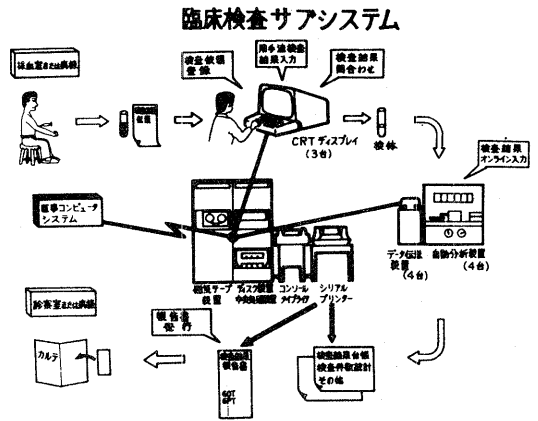 臨床検査サブシステム
採血室または病棟
検査依頼
登録
用手法検査
結果入力
検査結果
問合わせ
CRTディスプレイ
(3台)
検体
検査結果
オンライン入力
医事コンピュータ
システム
データ伝送
装置
(4台)
自動分析装置
(4台)
磁気テープ
装置
ディスク装置
中央処理装置
コンソール
タイプライタ
シリアル
プリンター
診察室または病棟
報告書
発行
カルテ
検査結果
報告書
GOT
GPT
検査結果台帳
検査件数統計
その他